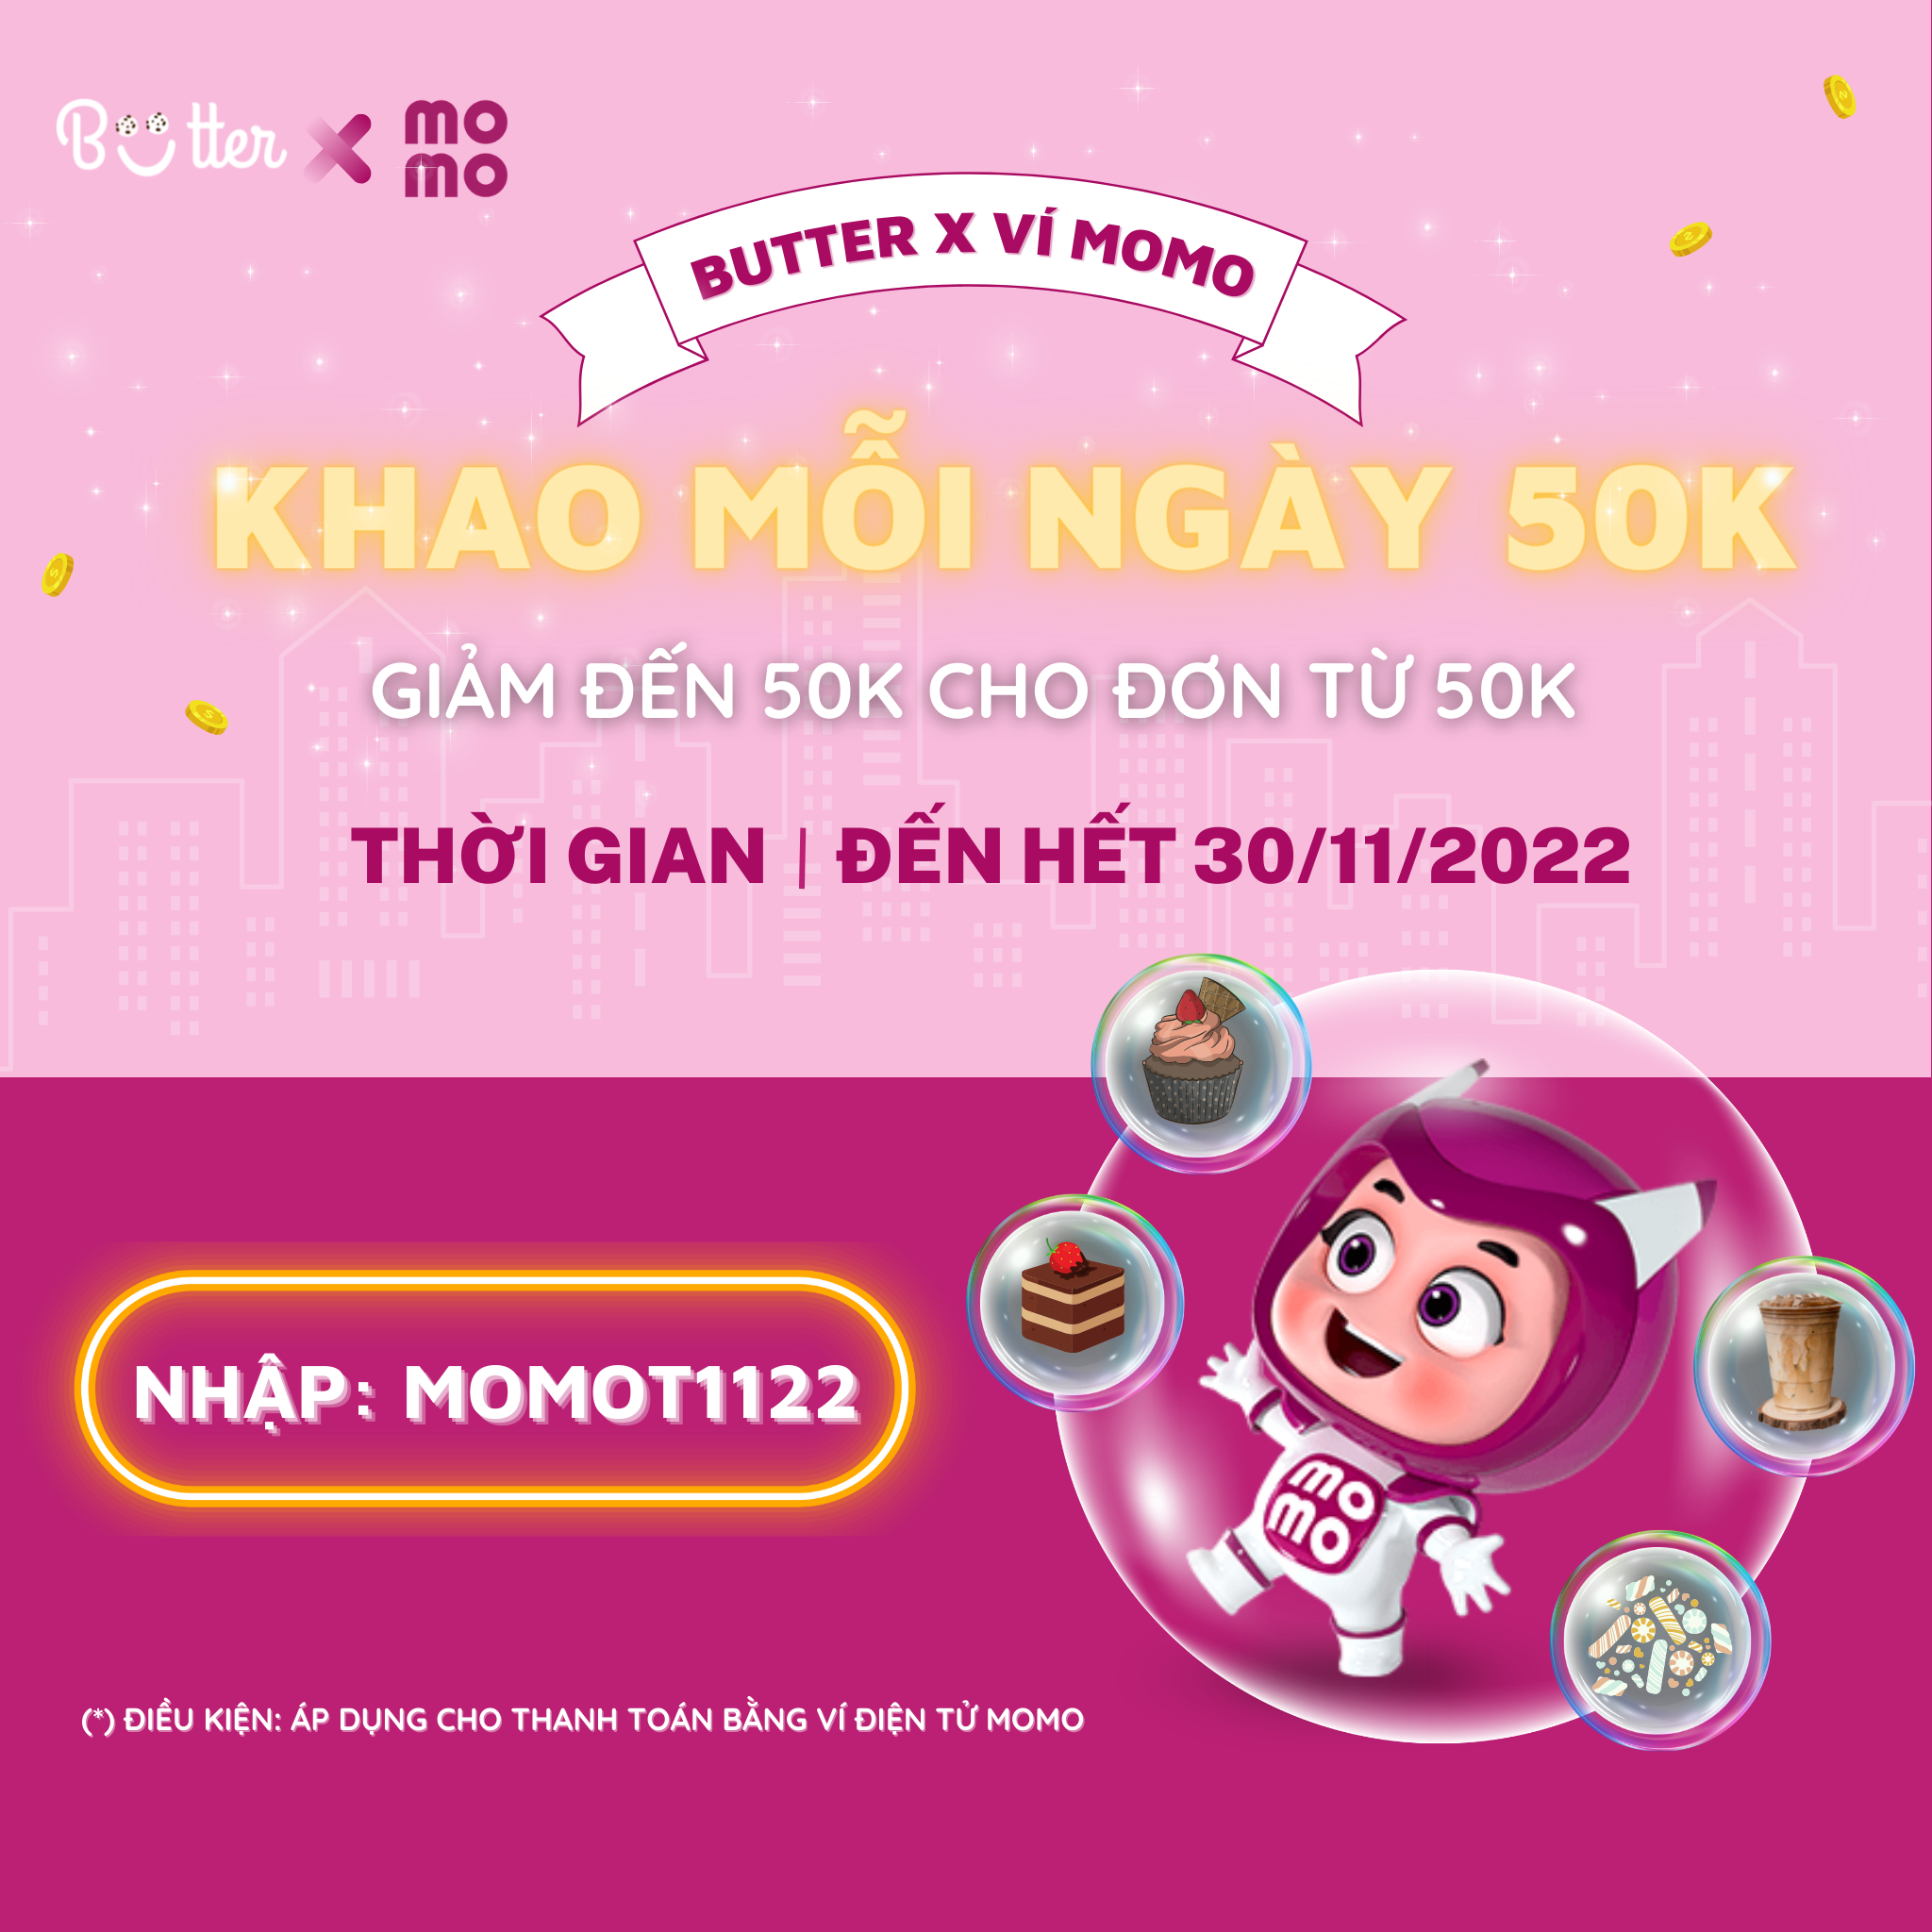 Butter X mo
mo
BUTTER X VÍ MOMO
KHAO MỖI NGÀY 50K
GIẢM ĐẾN 50K CHO ĐƠN TỪ 50K
THỜI GIAN | ĐẾN HẾT 30/11/2022
NHẬP: MOMOT1122
mo
mo
(*) ĐIỀU KIỆN: ÁP DỤNG CHO THANH TOÁN BẰNG VÍ ĐIỆN TỬ MOMO